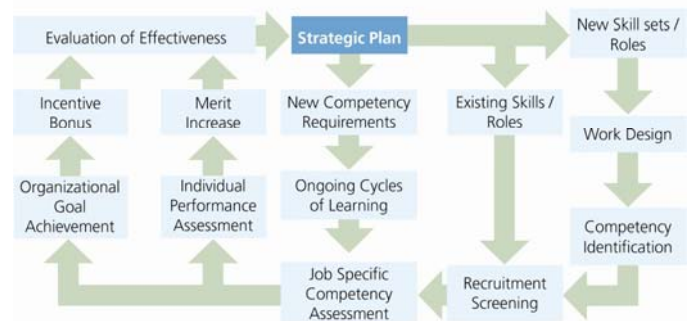 Evaluation of Effectiveness
Strategic Plan
New Skill sets /
Roles
Incentive
Bonus
Merit
Increase
New Competency
Requirements
Existing Skills /
Roles
Work Design
Organizational
Goal
Achievement
Individual
Performance
Assessment
Ongoing Cycles
of Learning
Competency
Identification
Job Specific
Competency
Assessment
Recruitment
Screening